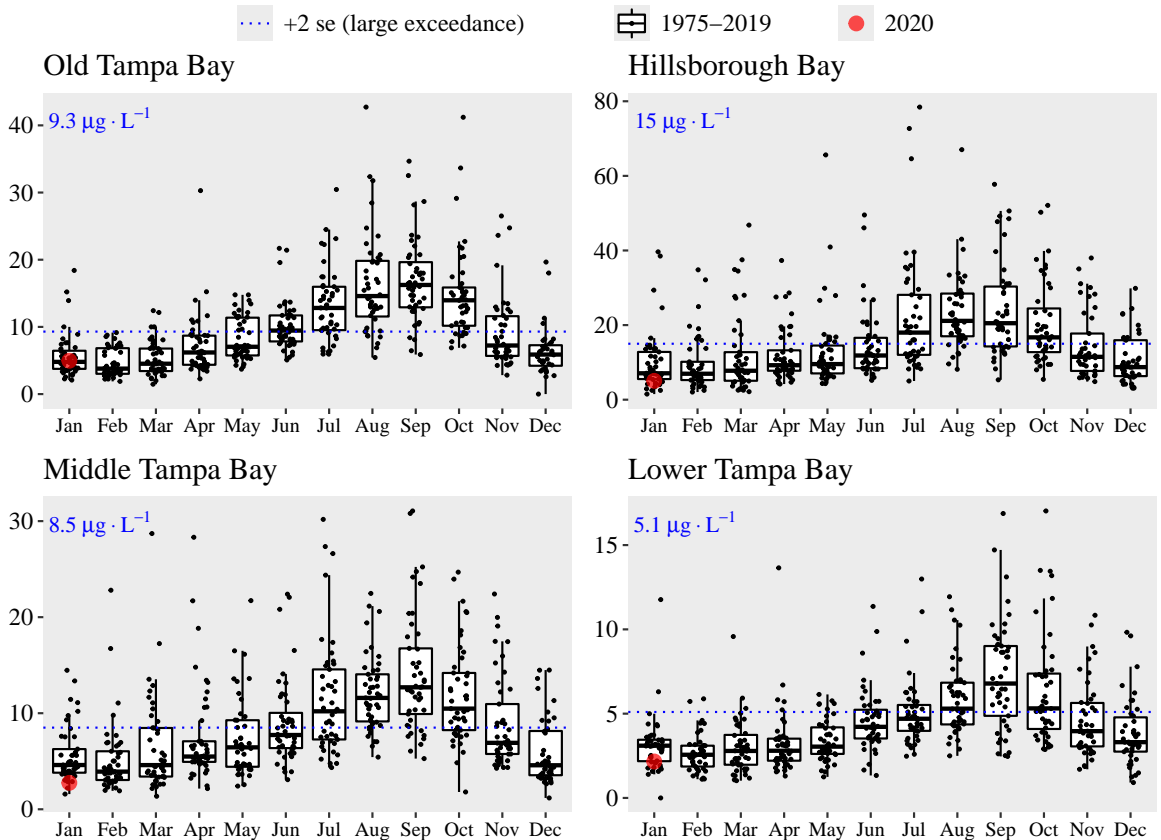 +2 se (large exceedance) 1975–2019 2020
Old Tampa Bay
9.3 μg · L⁻¹
40
30
20
10
0
Jan Feb Mar Apr May Jun Jul Aug Sep Oct Nov Dec
Hillsborough Bay
15 μg · L⁻¹
80
60
40
20
0
Jan Feb Mar Apr May Jun Jul Aug Sep Oct Nov Dec
Middle Tampa Bay
8.5 μg · L⁻¹
30
20
10
0
Jan Feb Mar Apr May Jun Jul Aug Sep Oct Nov Dec
Lower Tampa Bay
5.1 μg · L⁻¹
15
10
5
0
Jan Feb Mar Apr May Jun Jul Aug Sep Oct Nov Dec